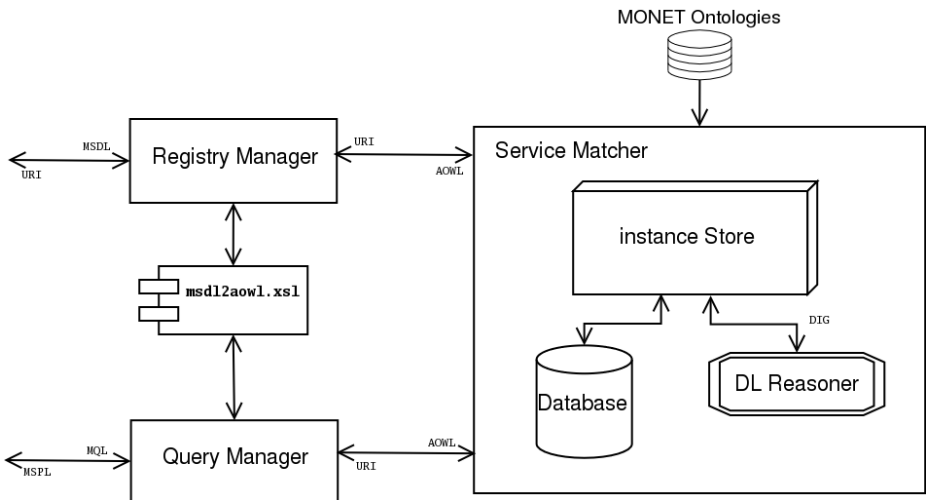 MONET Ontologies
MSDL
URI
Registry Manager
URI
AOWL
Service Matcher
instance Store
msdl2aowl.xsl
DIG
Database
DL Reasoner
MQL
MSPL
Query Manager
AOWL
URI